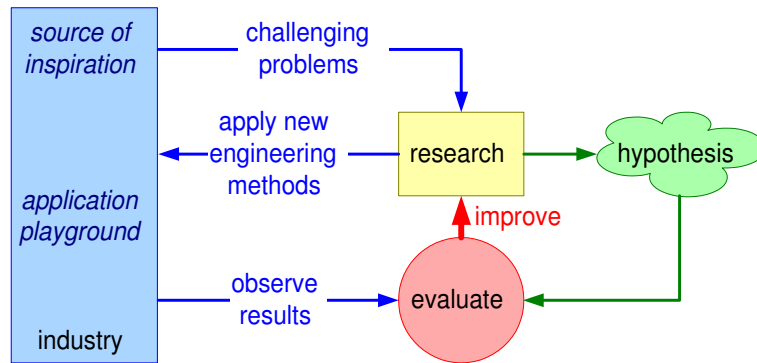 source of
inspiration
challenging
problems
apply new
engineering
methods
research
hypothesis
application
playground
improve
observe
results
evaluate
industry